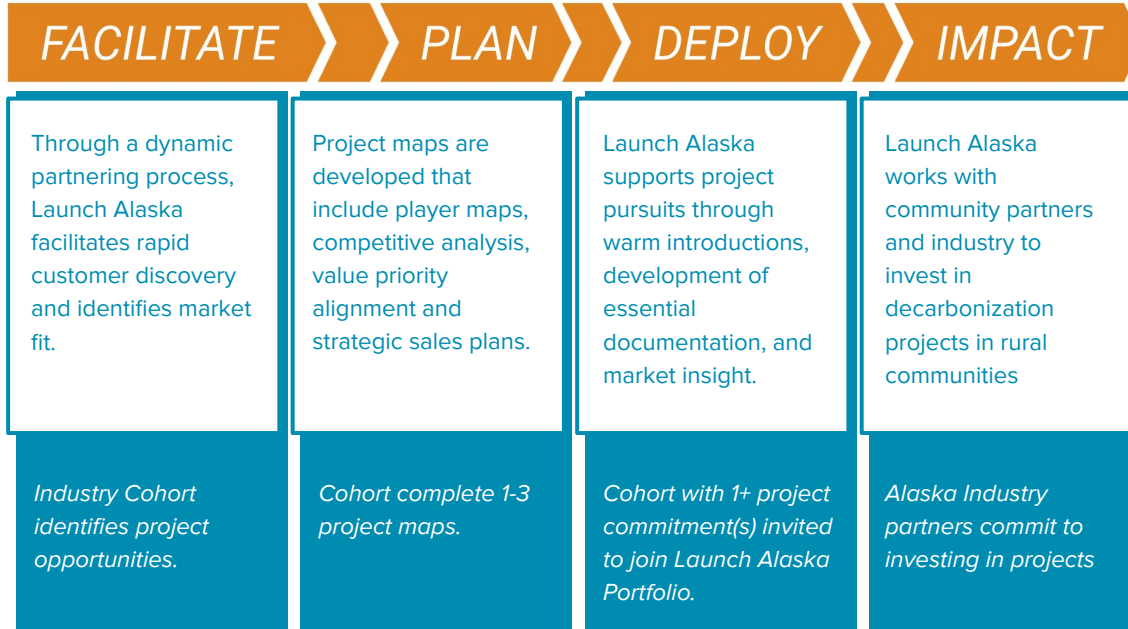 FACILITATE
PLAN
DEPLOY
IMPACT
Through a dynamic
partnering process,
Launch Alaska
facilitates rapid
customer discovery
and identifies market
fit.
Industry Cohort
identifies project
opportunities.
Project maps are
developed that
include player maps,
competitive analysis,
value priority
alignment and
strategic sales plans.
Cohort complete 1-3
project maps.
Launch Alaska
supports project
pursuits through
warm introductions,
development of
essential
documentation, and
market insight.
Cohort with 1+ project
commitment(s) invited
to join Launch Alaska
Portfolio.
Launch Alaska
works with
community partners
and industry to
invest in
decarbonization
projects in rural
communities
Alaska Industry
partners commit to
investing in projects